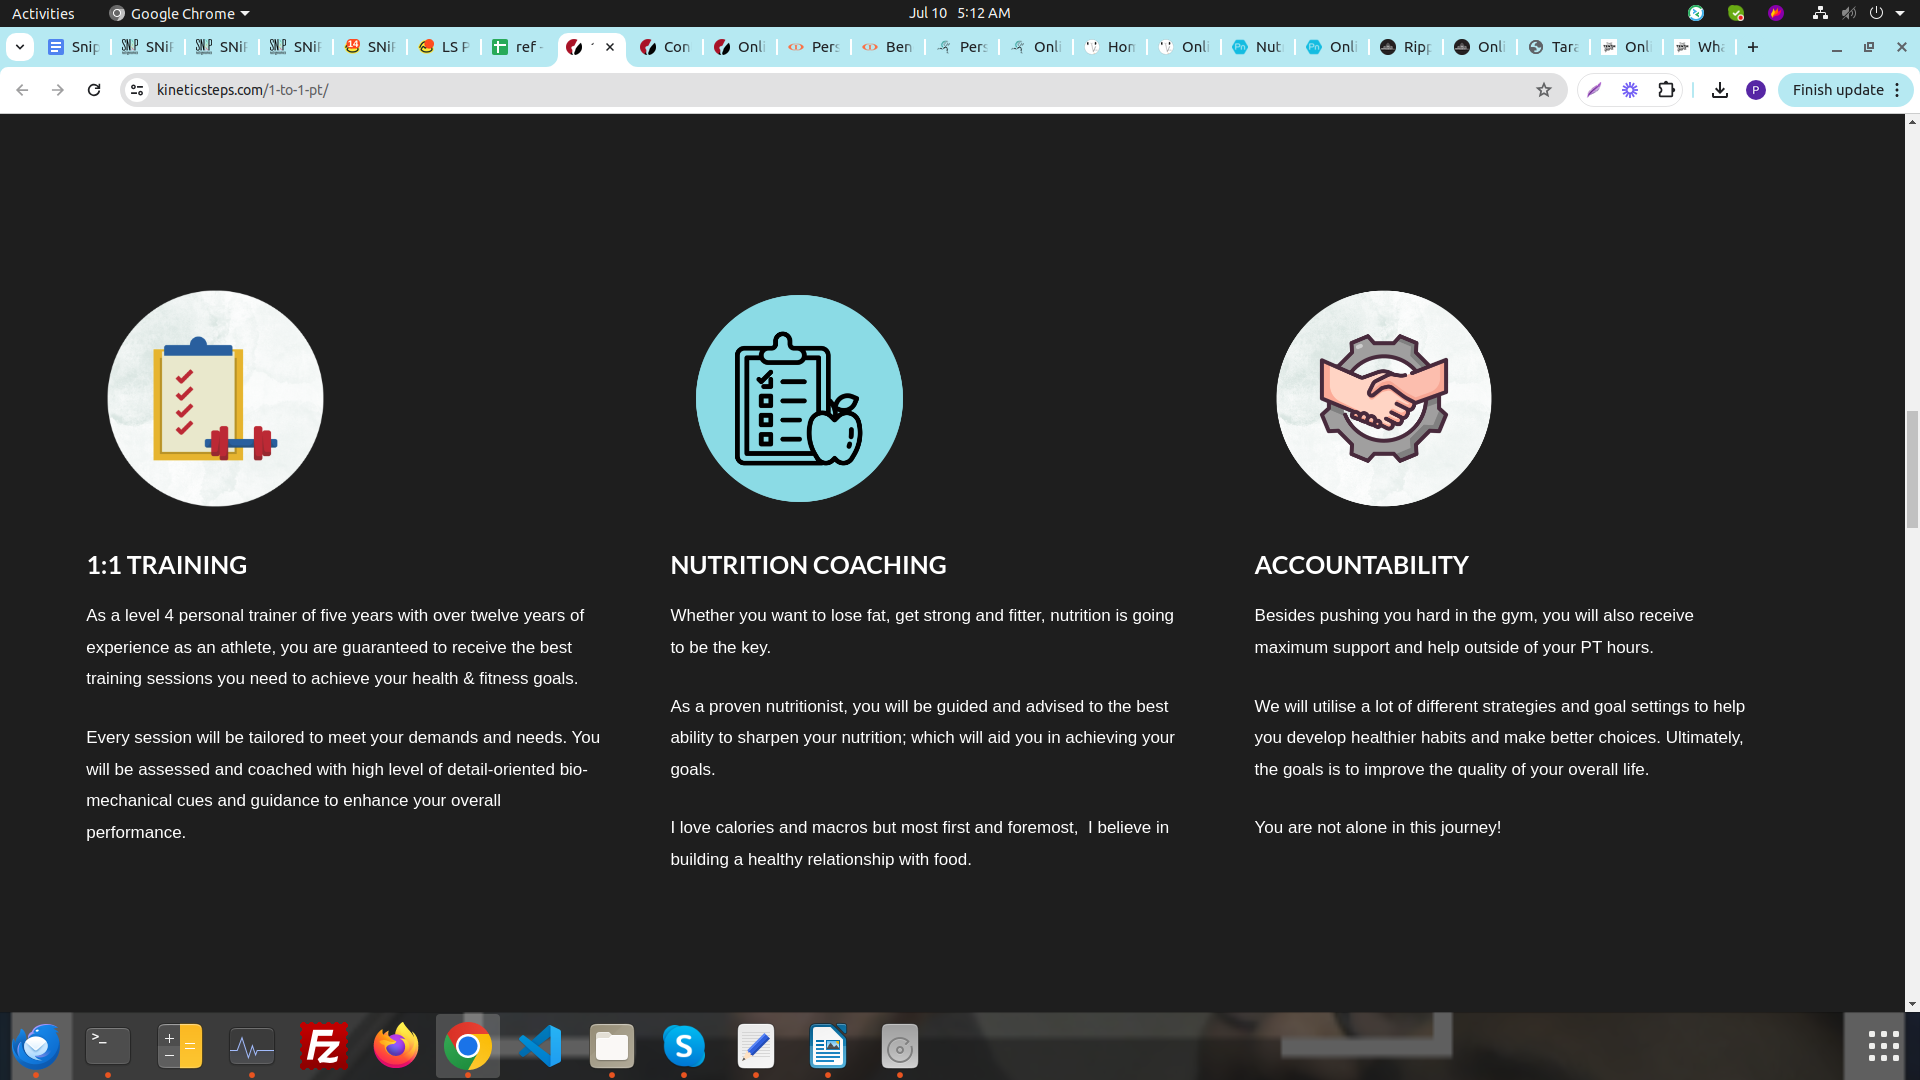 Activities Google Chrome Jul 10 5:12 AM
Snip SNiP SNiP SNiP SNiP LS P ref - Con Onli Pers Ben Pers Onli Hom Onli Nut Onli Ripp Onli Tara Onli Wha
kineticsteps.com/1-to-1-pt/ P Finish update
1:1 TRAINING
As a level 4 personal trainer of five years with over twelve years of
experience as an athlete, you are guaranteed to receive the best
training sessions you need to achieve your health & fitness goals.
Every session will be tailored to meet your demands and needs. You
will be assessed and coached with high level of detail-oriented bio-
mechanical cues and guidance to enhance your overall
performance.
NUTRITION COACHING
Whether you want to lose fat, get strong and fitter, nutrition is going
to be the key.
As a proven nutritionist, you will be guided and advised to the best
ability to sharpen your nutrition; which will aid you in achieving your
goals.
I love calories and macros but most first and foremost,  I believe in
building a healthy relationship with food.
ACCOUNTABILITY
Besides pushing you hard in the gym, you will also receive
maximum support and help outside of your PT hours.
We will utilise a lot of different strategies and goal settings to help
you develop healthier habits and make better choices. Ultimately,
the goals is to improve the quality of your overall life.
You are not alone in this journey!